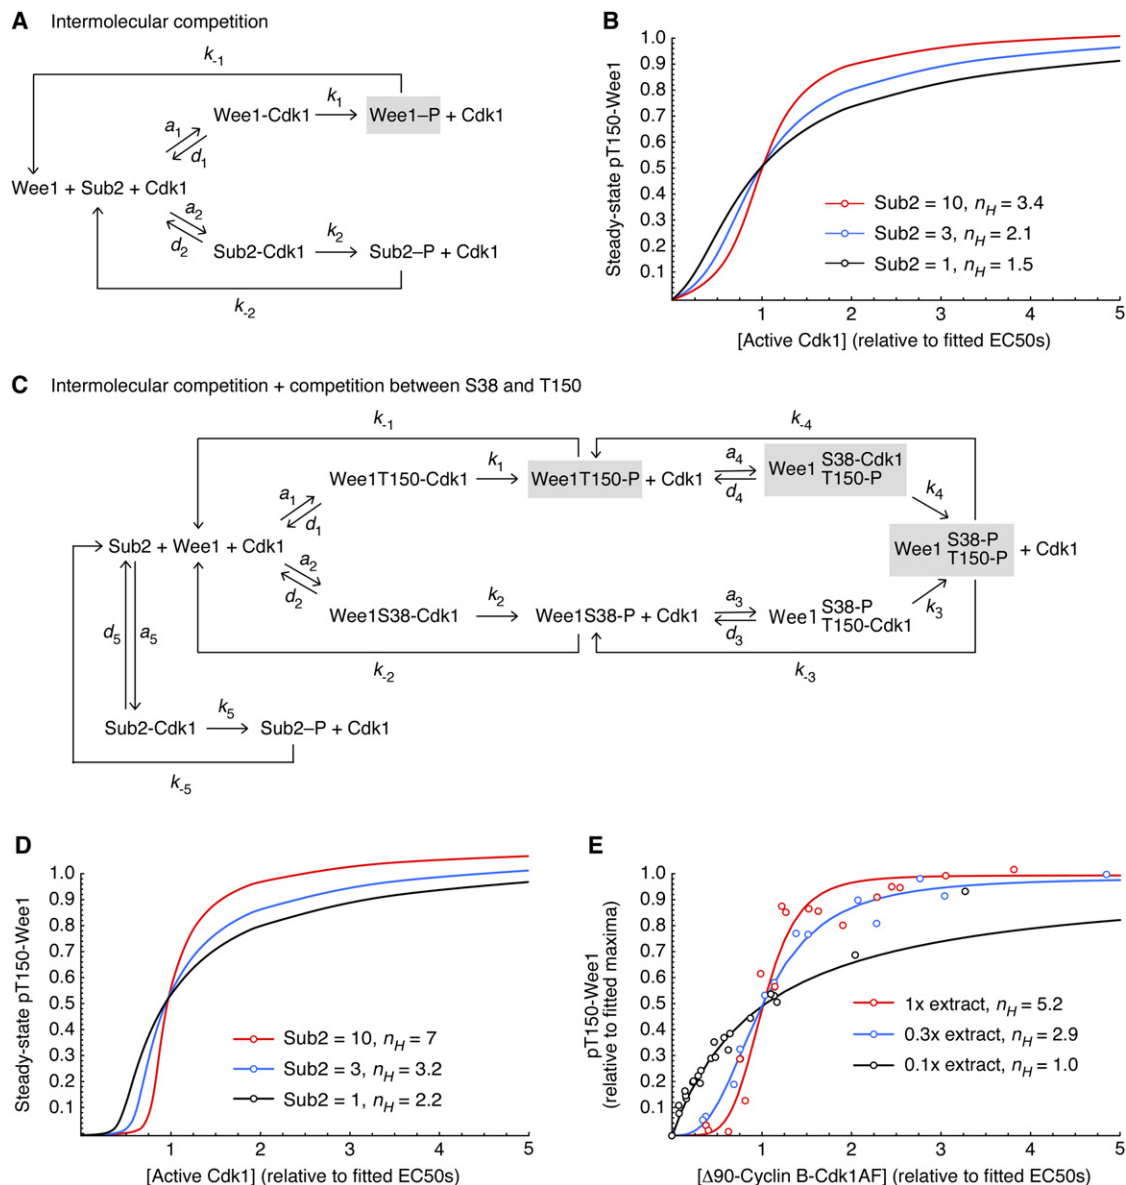 A Intermolecular competition
k-1
Wee1-Cdk1 k1 Wee1–P + Cdk1
a1
d1
Wee1 + Sub2 + Cdk1
a2
d2
Sub2-Cdk1 k2 Sub2–P + Cdk1
k-2
B
Steady-state pT150-Wee1
1.0
0.9
0.8
0.7
0.6
0.5
0.4
0.3
0.2
0.1
Sub2 = 10, nH = 3.4
Sub2 = 3, nH = 2.1
Sub2 = 1, nH = 1.5
1 2 3 4 5
[Active Cdk1] (relative to fitted EC50s)
C Intermolecular competition + competition between S38 and T150
k-1 k-4
Wee1T150-Cdk1 k1 Wee1T150-P + Cdk1 a4 d4 Wee1 S38-Cdk1 T150-P
k4
a1
d1
Sub2 + Wee1 + Cdk1
Wee1 S38-P T150-P + Cdk1
a2
d2
Wee1S38-Cdk1 k2 Wee1S38-P + Cdk1 a3 d3 Wee1 S38-P T150-Cdk1
k3
k-2 k-3
d5 a5
Sub2-Cdk1 k5 Sub2–P + Cdk1
k-5
D
Steady-state pT150-Wee1
1.0
0.9
0.8
0.7
0.6
0.5
0.4
0.3
0.2
0.1
Sub2 = 10, nH = 7
Sub2 = 3, nH = 3.2
Sub2 = 1, nH = 2.2
1 2 3 4 5
[Active Cdk1] (relative to fitted EC50s)
E
pT150-Wee1
(relative to fitted maxima)
1.0
0.9
0.8
0.7
0.6
0.5
0.4
0.3
0.2
0.1
1x extract, nH = 5.2
0.3x extract, nH = 2.9
0.1x extract, nH = 1.0
1 2 3 4 5
[Δ90-Cyclin B-Cdk1AF] (relative to fitted EC50s)